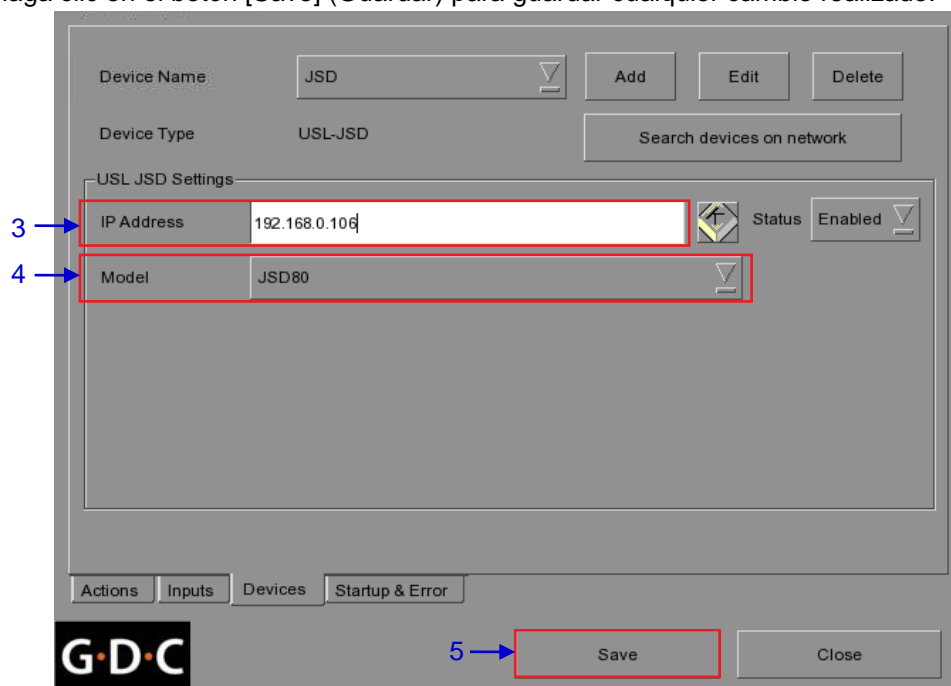 haga clic en el botón [Save] (Guardar) para guardar cualquier cambio realizado.
Device Name JSD Add Edit Delete
Device Type USL-JSD Search devices on network
USL JSD Settings
3 IP Address 192.168.0.106 Status Enabled
4 Model JSD80
Actions Inputs Devices Startup & Error
G·D·C 5 Save Close